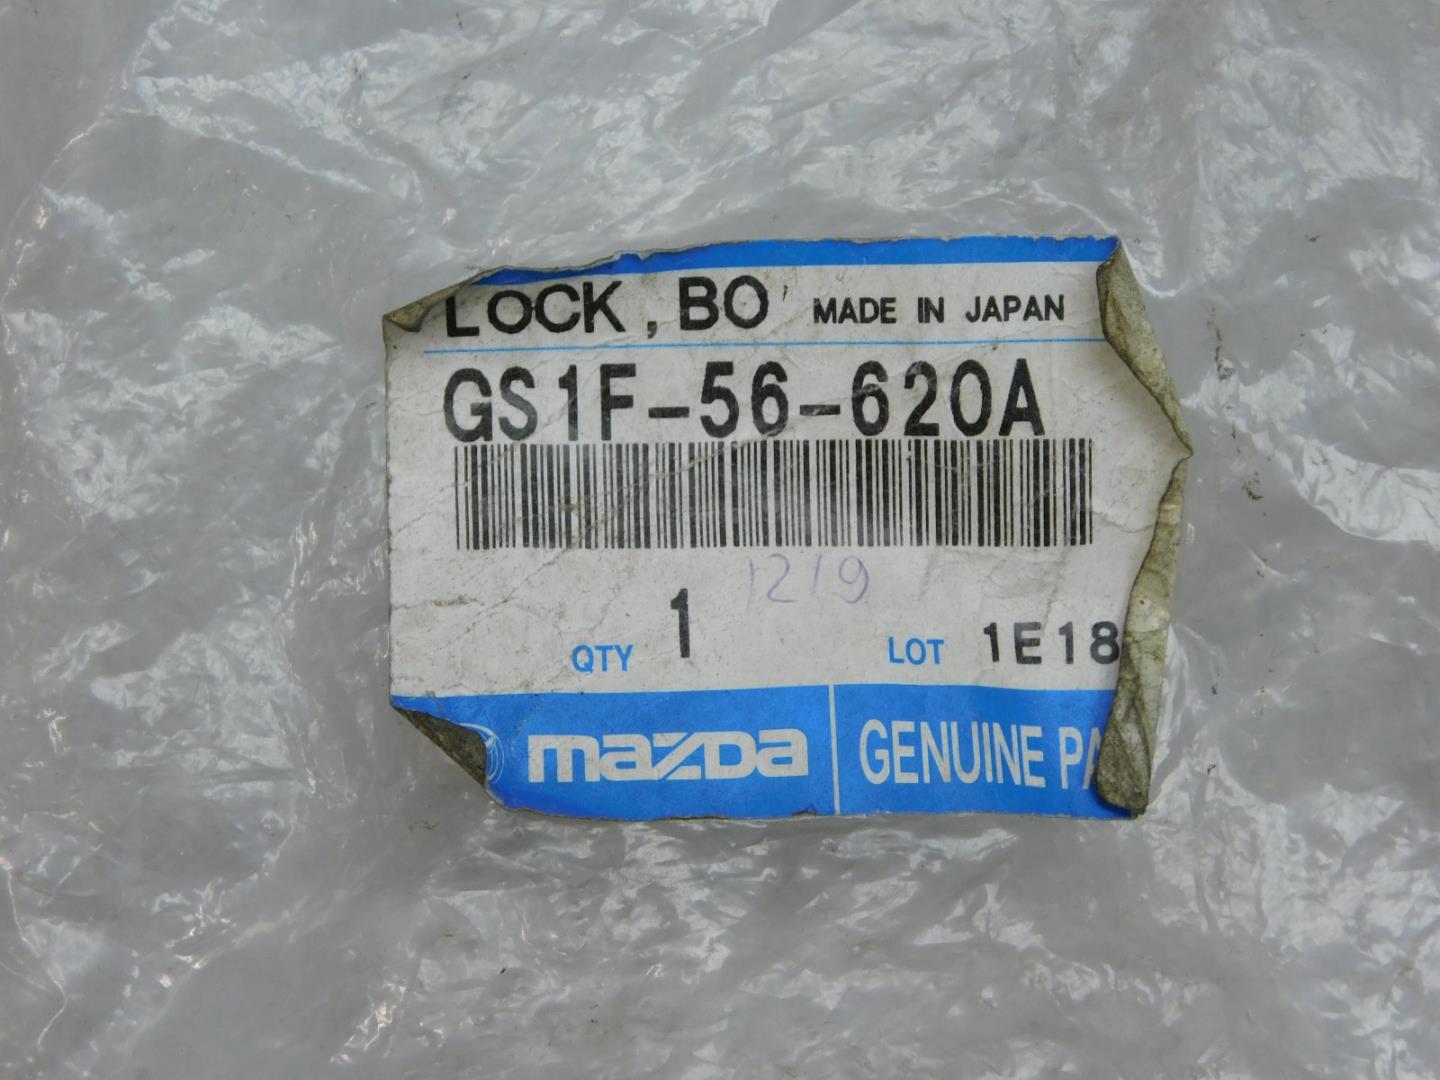 LOCK, BO MADE IN JAPAN
GS1F-56-620A
1219
QTY 1 LOT 1E18
mazda GENUINE PA